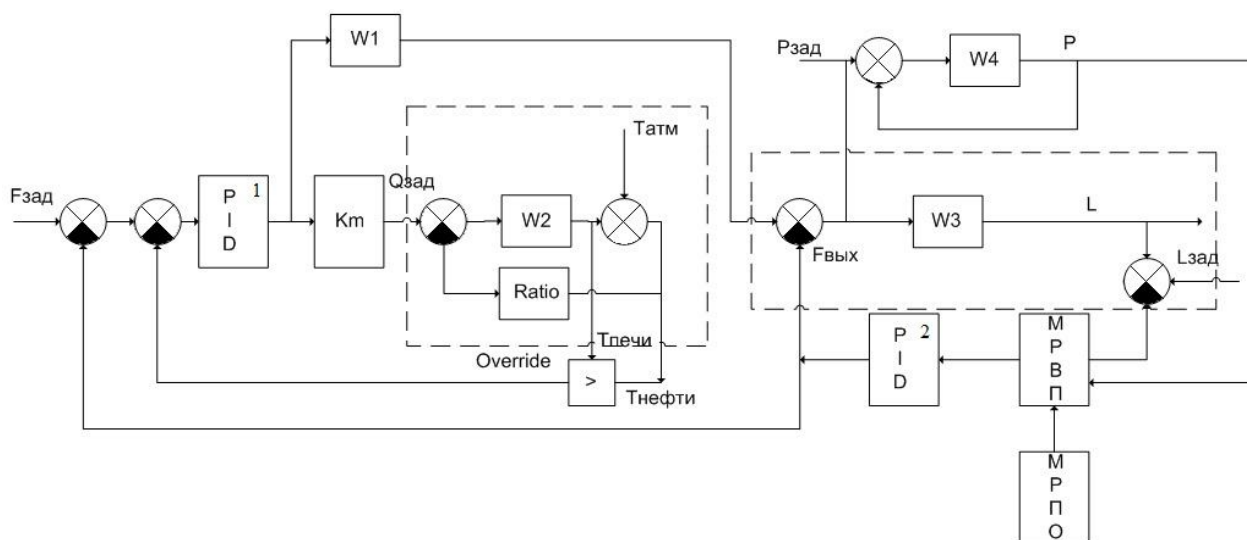 W1
Pзад
W4
P
Tатм
Fзад
P
I
D
1
Km
Qзад
W2
Ratio
Fвых
W3
L
Lзад
Tпечи
Override
>
Tнефти
P
I
D
2
М
Р
В
П
М
Р
П
О